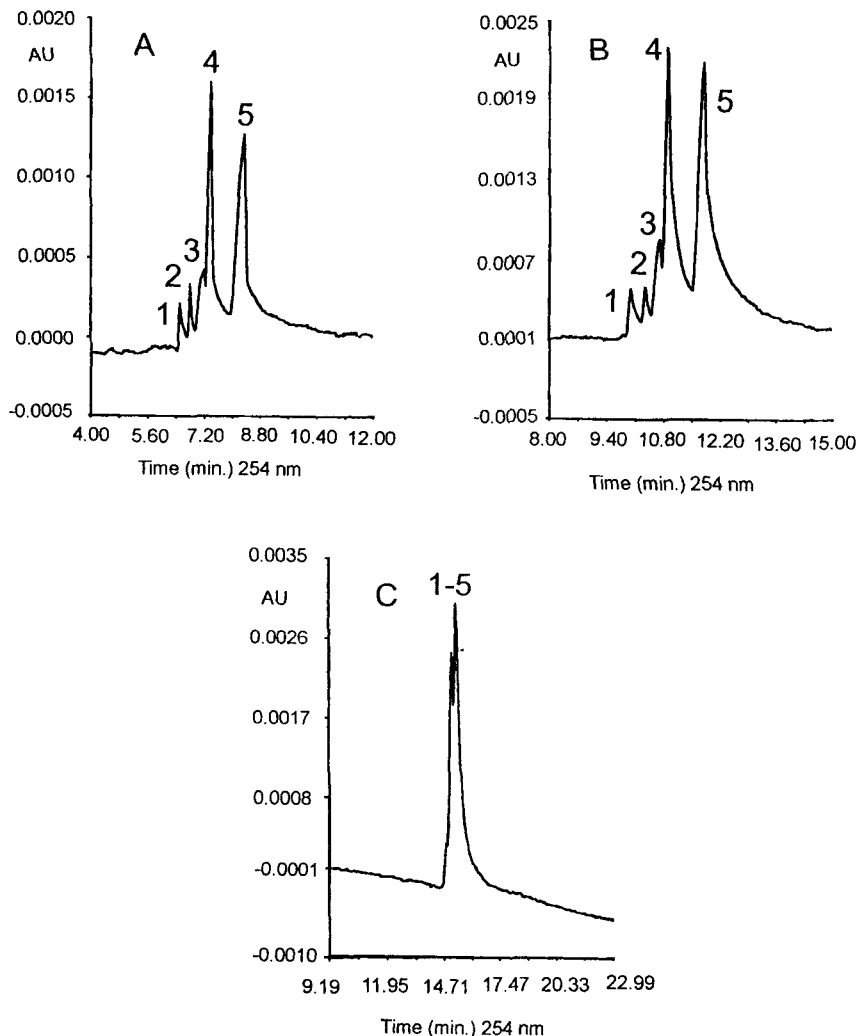 A
0.0020
AU
0.0015
0.0010
0.0005
0.0000
-0.0005
1
2
3
4
5
4.00 5.60 7.20 8.80 10.40 12.00
Time (min.) 254 nm
B
0.0025
AU
0.0019
0.0013
0.0007
0.0001
-0.0005
1
2
3
4
5
8.00 9.40 10.80 12.20 13.60 15.00
Time (min.) 254 nm
C
0.0035
AU
0.0026
0.0017
0.0008
-0.0001
-0.0010
1-5
9.19 11.95 14.71 17.47 20.33 22.99
Time (min.) 254 nm